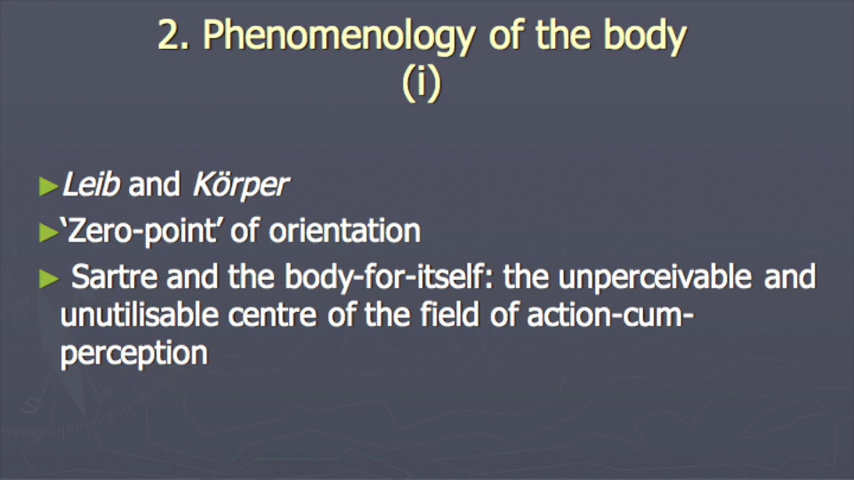 2. Phenomenology of the body
(i)
►Leib and Körper
►‘Zero-point’ of orientation
► Sartre and the body-for-itself: the unperceivable and
unutilisable centre of the field of action-cum-
perception
S